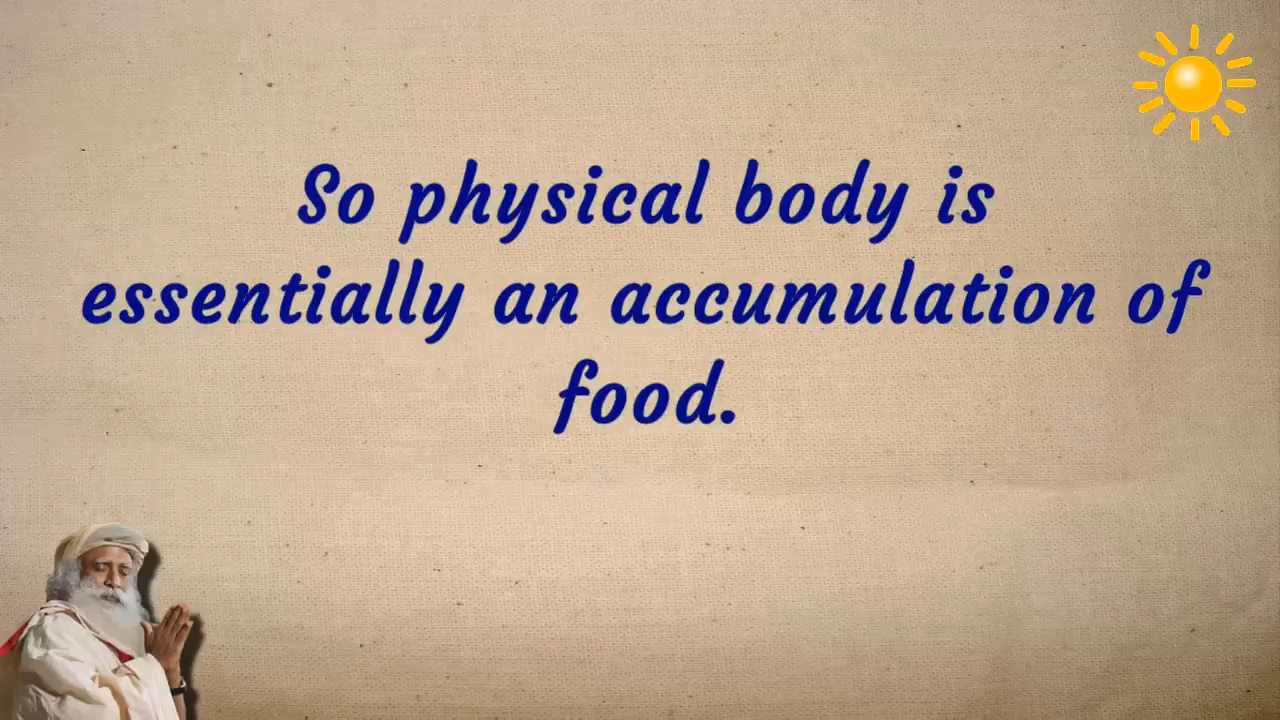 So physical body is
essentially an accumulation of
food.